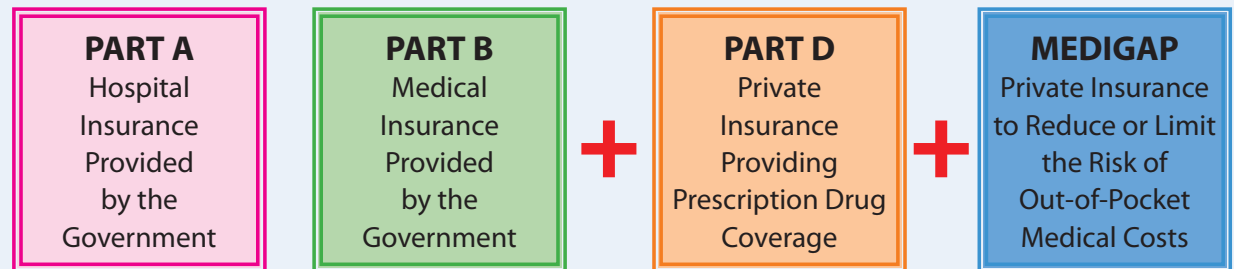 PART A
Hospital
Insurance
Provided
by the
Government
PART B
Medical
Insurance
Provided
by the
Government
+
PART D
Private
Insurance
Providing
Prescription Drug
Coverage
+
MEDIGAP
Private Insurance
to Reduce or Limit
the Risk of
Out-of-Pocket
Medical Costs